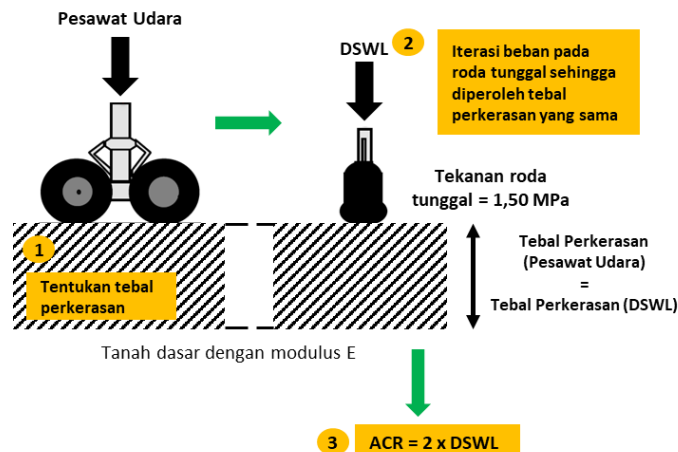 Pesawat Udara
DSWL
2
Iterasi beban pada
roda tunggal sehingga
diperoleh tebal
perkerasan yang sama
Tekanan roda
tunggal = 1,50 MPa
1
Tentukan tebal
perkerasan
Tebal Perkerasan
(Pesawat Udara)
=
Tebal Perkerasan (DSWL)
Tanah dasar dengan modulus E
3
ACR = 2 x DSWL